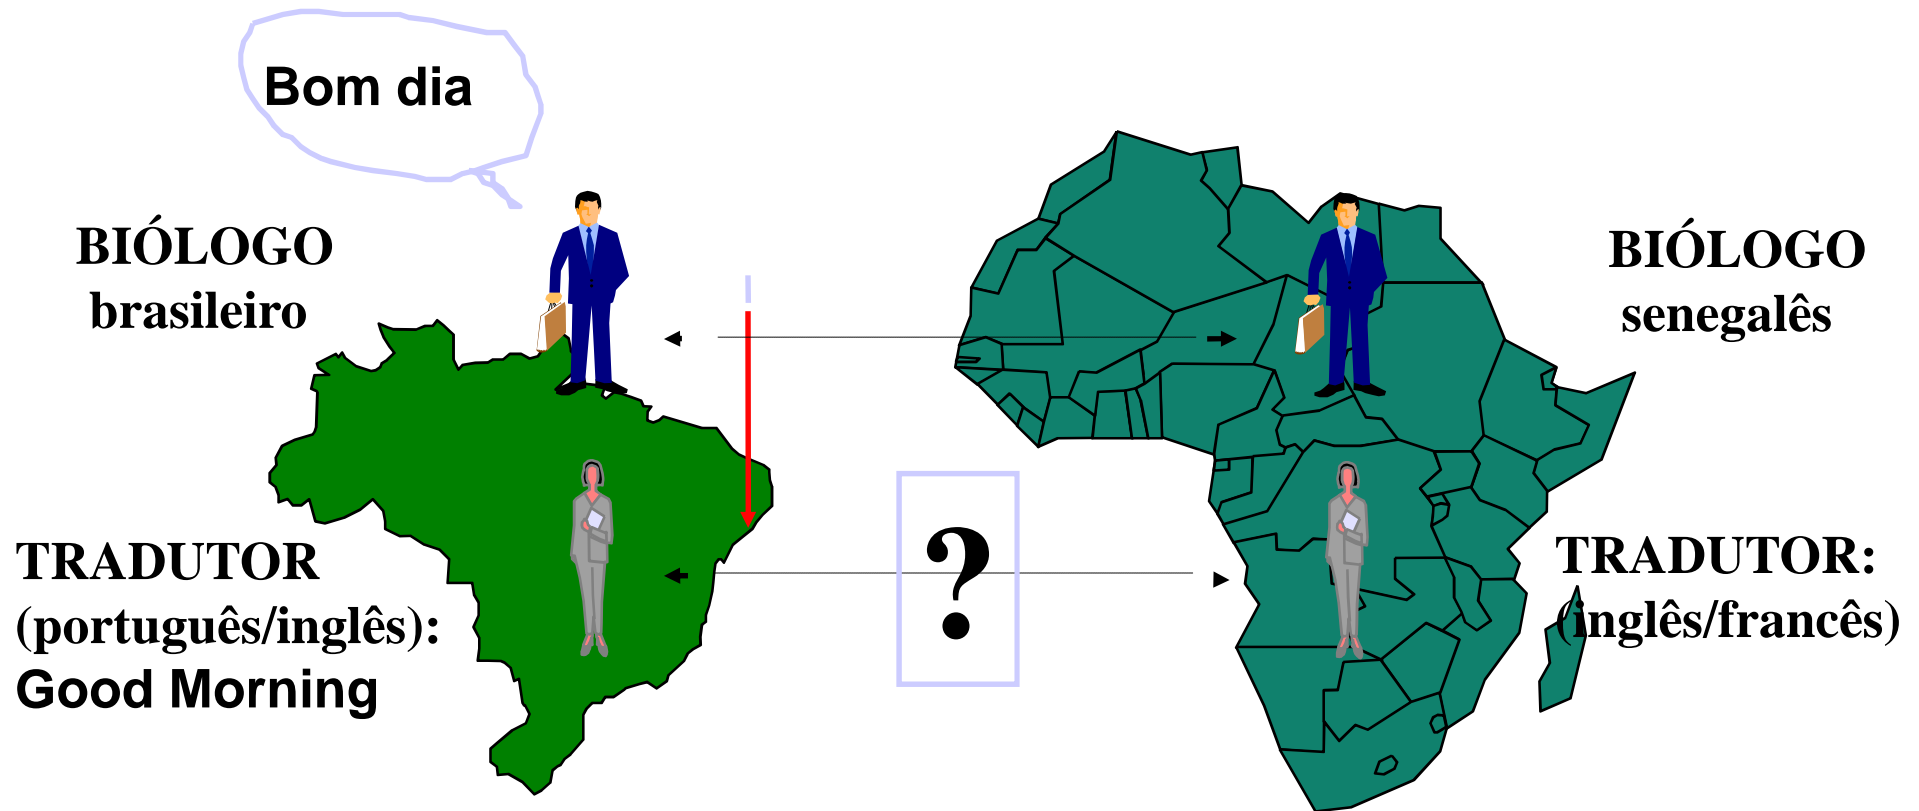 Bom dia
BIÓLOGO
brasileiro
BIÓLOGO
senegalês
TRADUTOR
(português/inglês):
Good Morning
?
TRADUTOR:
(inglês/francês)